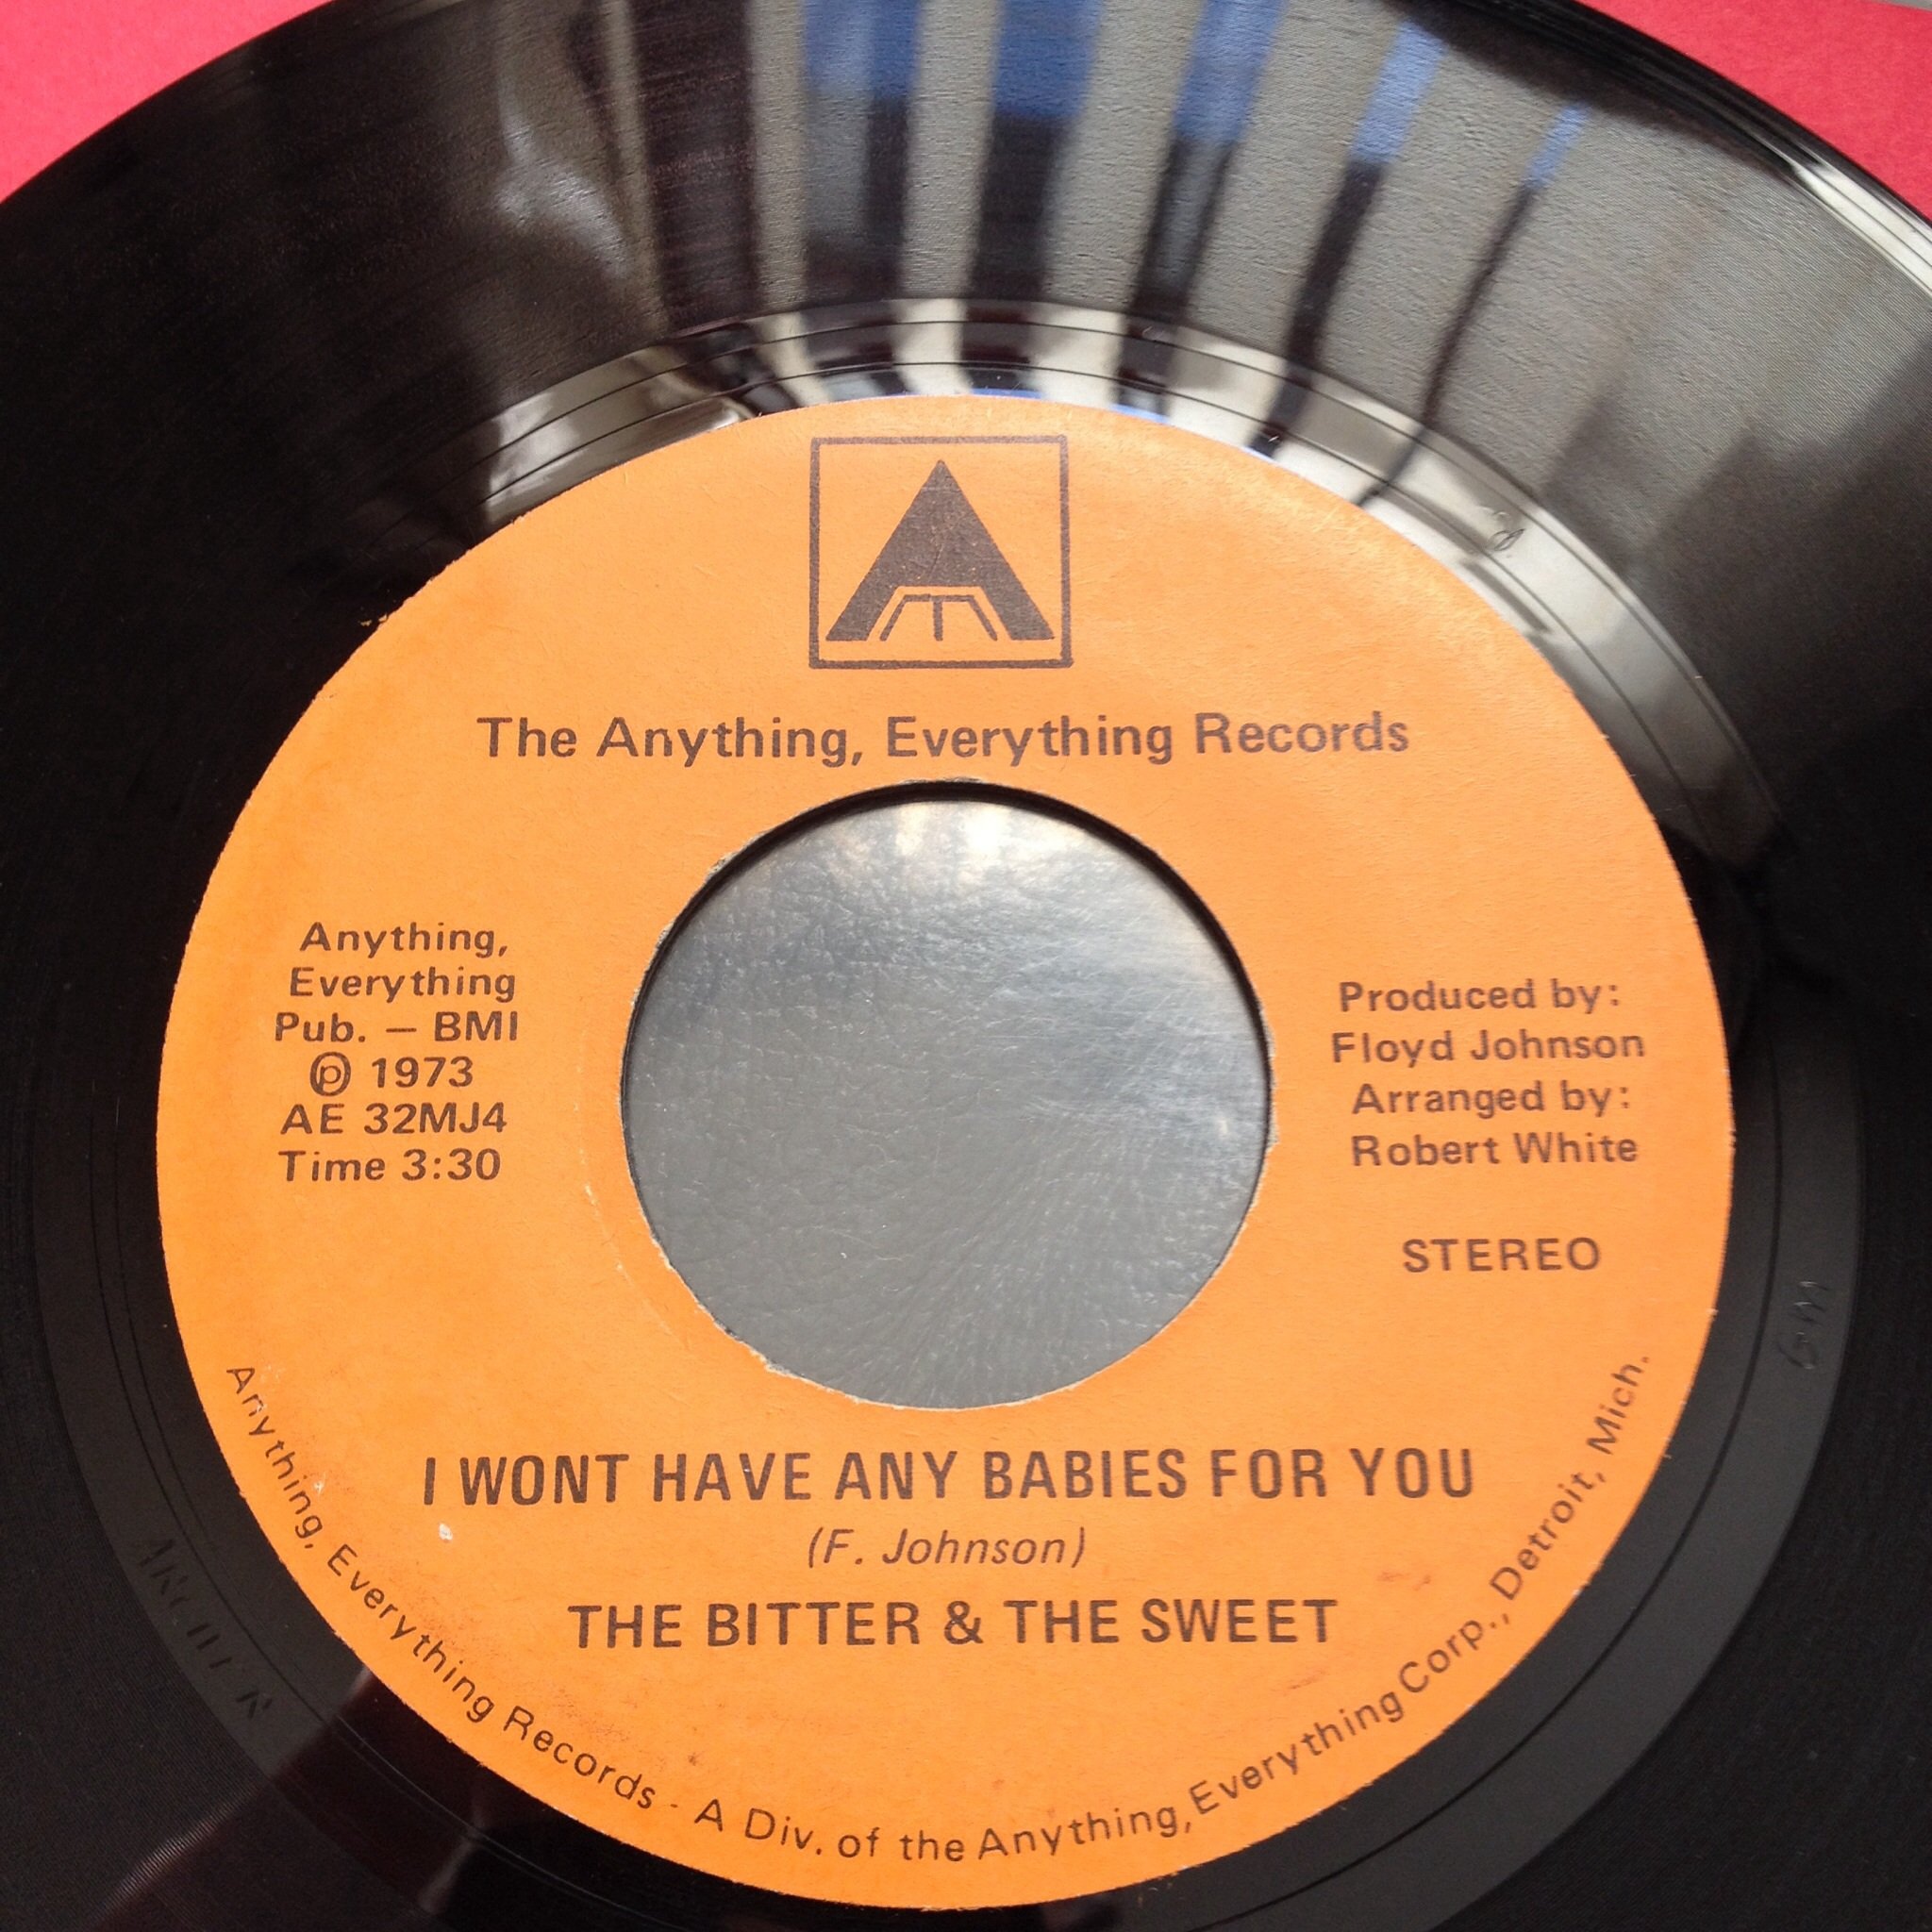 The Anything, Everything Records
Anything,
Everything
Pub. — BMI
℗ 1973
AE 32MJ4
Time 3:30
Produced by:
Floyd Johnson
Arranged by:
Robert White
STEREO
I WONT HAVE ANY BABIES FOR YOU
(F. Johnson)
THE BITTER & THE SWEET
Anything, Everything Records - A Div. of the Anything, Everything Corp., Detroit, Mich.